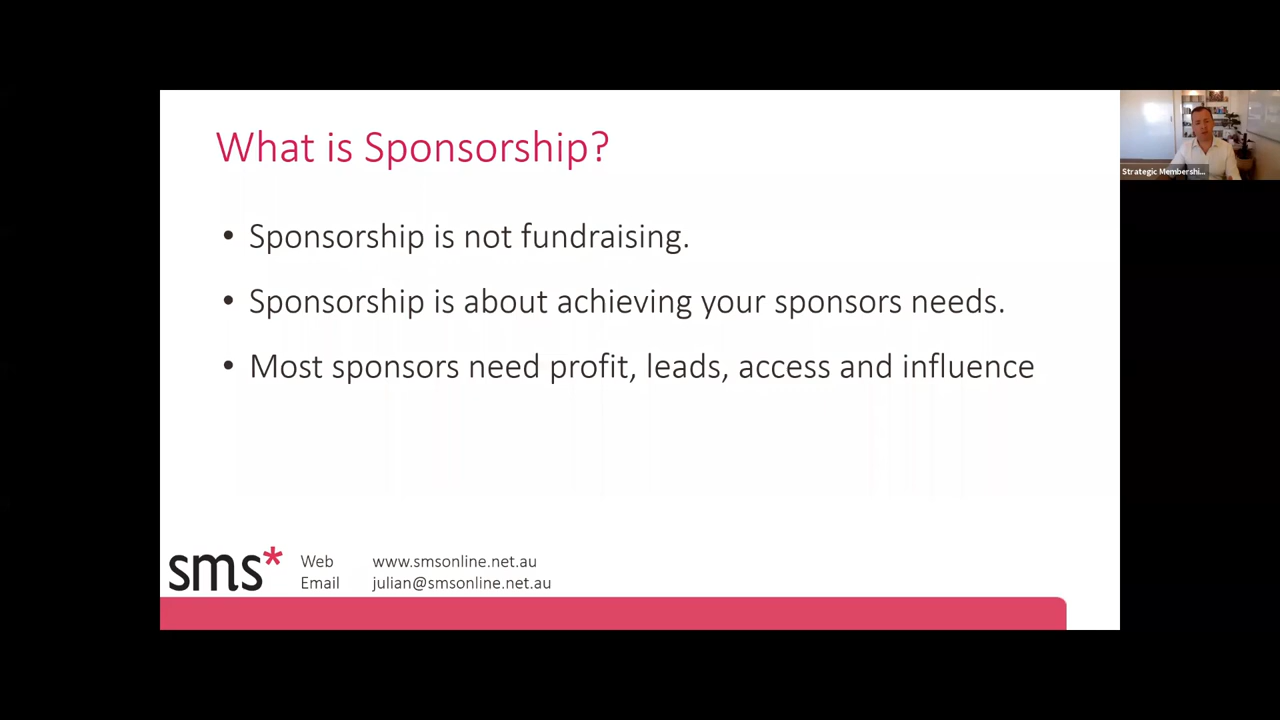 What is Sponsorship?
• Sponsorship is not fundraising.
• Sponsorship is about achieving your sponsors needs.
• Most sponsors need profit, leads, access and influence
sms*
Web www.smsonline.net.au
Email julian@smsonline.net.au
Strategic Membershi...